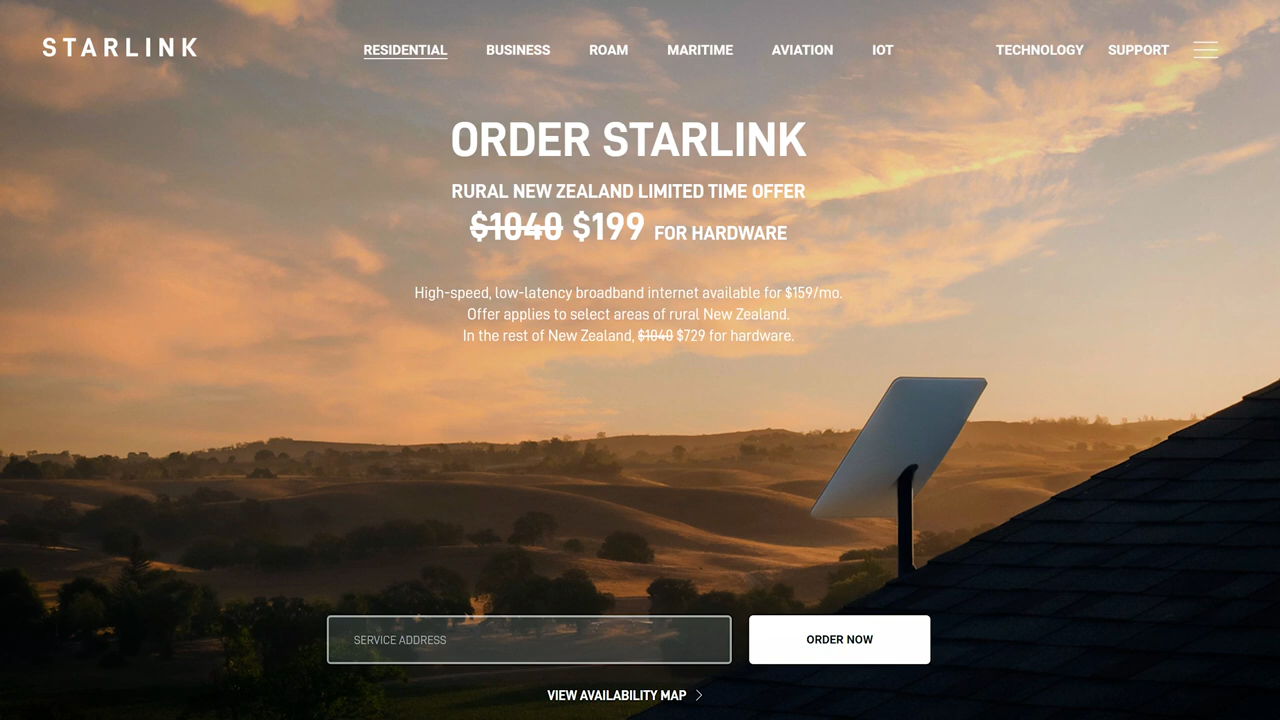 STARLINK
RESIDENTIAL BUSINESS ROAM MARITIME AVIATION IOT TECHNOLOGY SUPPORT
ORDER STARLINK
RURAL NEW ZEALAND LIMITED TIME OFFER
$1040 $199 FOR HARDWARE
High-speed, low-latency broadband internet available for $159/mo.
Offer applies to select areas of rural New Zealand.
In the rest of New Zealand, $1040 $729 for hardware.
SERVICE ADDRESS ORDER NOW
VIEW AVAILABILITY MAP